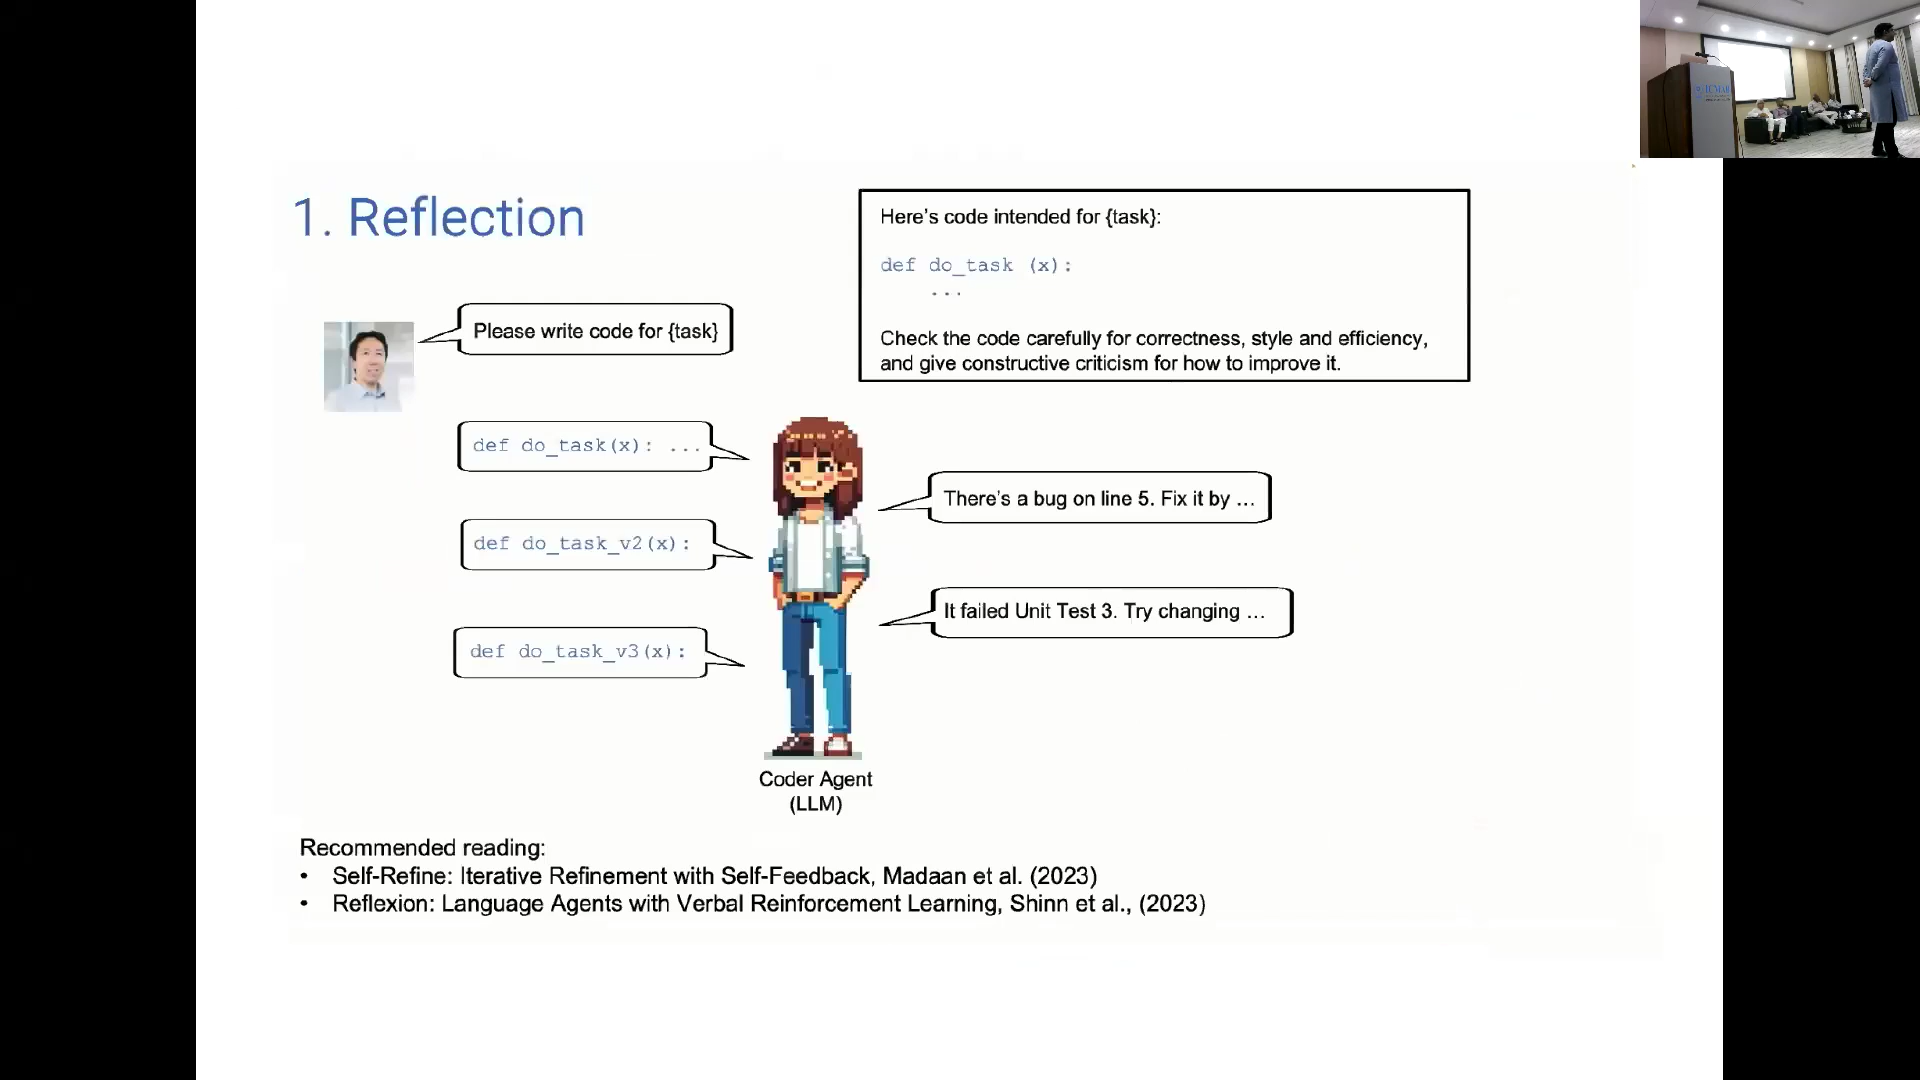 1. Reflection
Here's code intended for {task}:
def do_task (x):
...
Check the code carefully for correctness, style and efficiency,
and give constructive criticism for how to improve it.
Please write code for {task}
def do_task(x): ...
There's a bug on line 5. Fix it by ...
def do_task_v2(x):
It failed Unit Test 3. Try changing ...
def do_task_v3(x):
Coder Agent
(LLM)
Recommended reading:
• Self-Refine: Iterative Refinement with Self-Feedback, Madaan et al. (2023)
• Reflexion: Language Agents with Verbal Reinforcement Learning, Shinn et al., (2023)